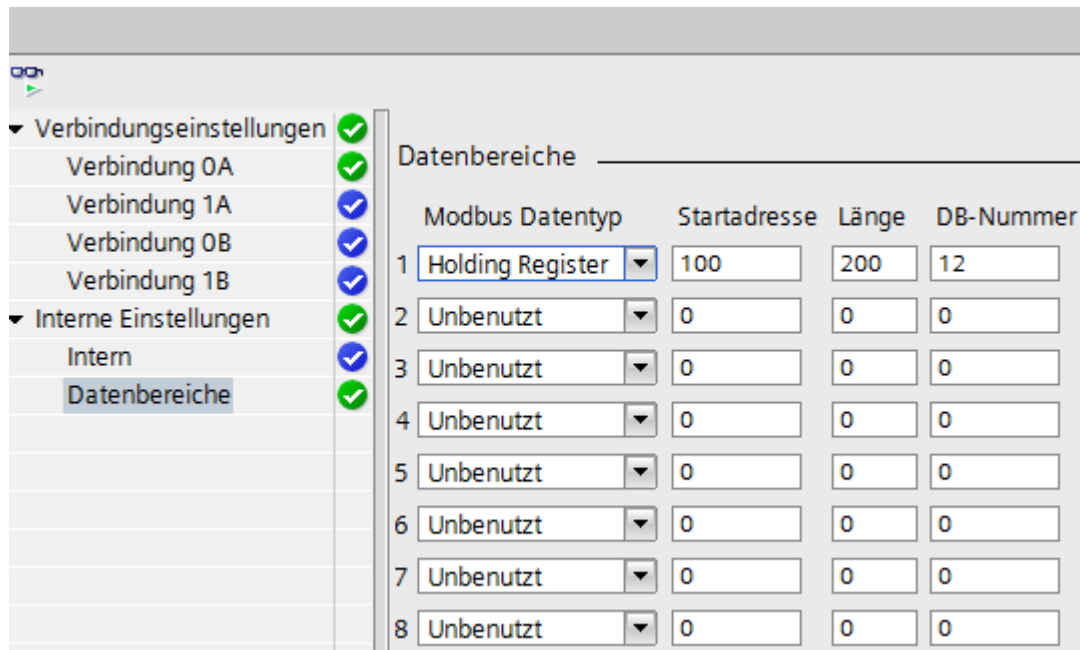 Verbindungseinstellungen
Verbindung 0A
Verbindung 1A
Verbindung 0B
Verbindung 1B
Interne Einstellungen
Intern
Datenbereiche
Datenbereiche
Modbus Datentyp Startadresse Länge DB-Nummer
1 Holding Register 100 200 12
2 Unbenutzt 0 0 0
3 Unbenutzt 0 0 0
4 Unbenutzt 0 0 0
5 Unbenutzt 0 0 0
6 Unbenutzt 0 0 0
7 Unbenutzt 0 0 0
8 Unbenutzt 0 0 0